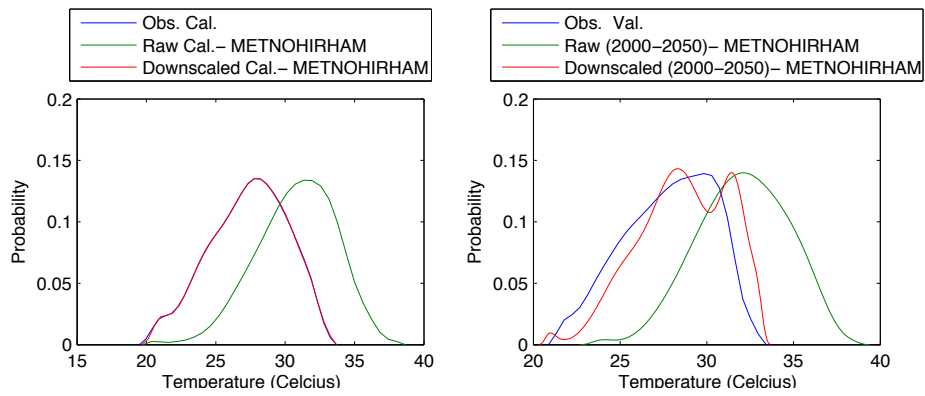 Obs. Cal.
Raw Cal.− METNOHIRHAM
Downscaled Cal.− METNOHIRHAM
0.2
0.15
0.1
0.05
0
Probability
15 20 25 30 35 40
Temperature (Celcius)
Obs. Val.
Raw (2000−2050)− METNOHIRHAM
Downscaled (2000−2050)− METNOHIRHAM
0.2
0.15
0.1
0.05
0
Probability
20 25 30 35 40
Temperature (Celcius)